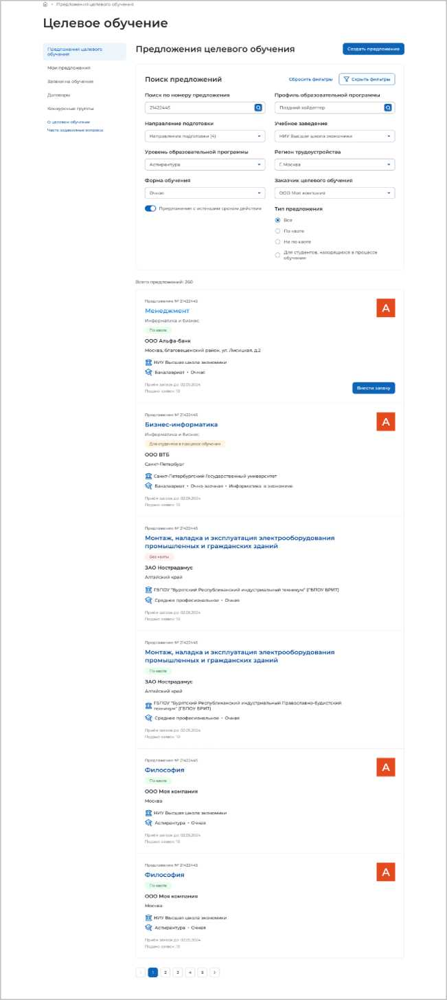 Предложения целевого обучения
Целевое обучение
Предложения целевого
обучения
Мои предложения
Заявки на обучение
Договоры
Конкурсные группы
О целевом обучении
Часто задаваемые вопросы
Предложения целевого обучения
Создать предложение
Поиск предложений
Сбросить фильтры
Скрыть фильтры
Поиск по номеру предложения
Профиль образовательной программы
21422445
Поздний хайдеггер
Направление подготовки
Учебное заведение
Направление подготовки (4)
НИУ Высшая школа экономики
Уровень образовательной программы
Регион трудоустройства
Аспирантура
Г. Москва
Форма обучения
Заказчик целевого обучения
Очная
ООО Моя компания
Предложения с истекшим сроком действия
Тип предложения
Все
По квоте
Не по квоте
Для студентов, находящихся в процессе
обучения
Всего предложений: 260
Предложение № 21422445
Менеджмент
A
Информатика и бизнес
По квоте
ООО Альфа-банк
Москва, благовещенский район, ул. Лисицкая, д.2
НИУ Высшая школа экономики
Бакалавриат • Очная
Приём заявок до: 02.05.2024
Подано заявок: 10
Внести заявку
Предложение № 21422445
Бизнес-информатика
A
Информатика и бизнес
Для студентов в процессе обучения
ООО ВТБ
Санкт-Петербург
Санкт-Петербургский Государственный университет
Бакалавриат • Очно-заочная • Информатика в экономике
Приём заявок до: 02.05.2024
Подано заявок: 10
Предложение № 21422445
Монтаж, наладка и эксплуатация электрооборудования
промышленных и гражданских зданий
Без квоты
ЗАО Нострадамус
Алтайский край
ГБПОУ "Бурятский Республиканский индустриальный техникум" (ГБПОУ БРИТ)
Среднее професиональное • Очная
Приём заявок до: 02.05.2024
Подано заявок: 10
Предложение № 21422445
Монтаж, наладка и эксплуатация электрооборудования
промышленных и гражданских зданий
По квоте
ЗАО Нострадамус
Алтайский край
ГБПОУ "Бурятский Республиканский индустриальный Православно-будистский
техникум" (ГБПОУ БРИТ)
Среднее професиональное • Очная
Приём заявок до: 02.05.2024
Подано заявок: 10
Предложение № 21422445
Философия
A
По квоте
ООО Моя компания
Москва
НИУ Высшая школа экономики
Аспирантура • Очная
Приём заявок до: 02.05.2024
Подано заявок: 10
Предложение № 21422445
Философия
A
По квоте
ООО Моя компания
Москва
НИУ Высшая школа экономики
Аспирантура • Очная
Приём заявок до: 02.05.2024
Подано заявок: 10
1 2 3 4 5